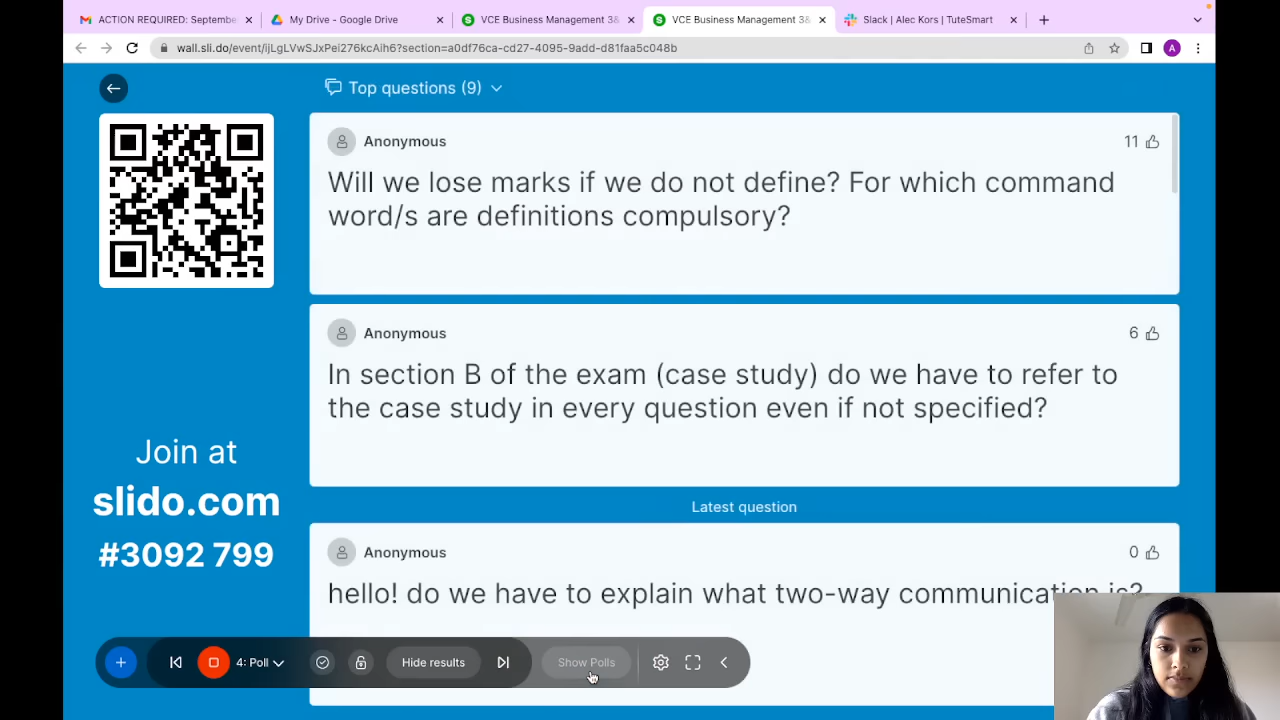 ACTION REQUIRED: Septembe
My Drive - Google Drive
VCE Business Management 3&
VCE Business Management 3&
Slack | Alec Kors | TuteSmart
wall.sli.do/event/ijLgLVwSJxPei276kcAih6?section=a0df76ca-cd27-4095-9add-d81faa5c048b
A
Top questions (9)
Anonymous
11
Will we lose marks if we do not define? For which command
word/s are definitions compulsory?
Anonymous
6
In section B of the exam (case study) do we have to refer to
the case study in every question even if not specified?
Latest question
Anonymous
0
hello! do we have to explain what two-way communication is?
Join at
slido.com
#3092 799
4: Poll
Hide results
Show Polls